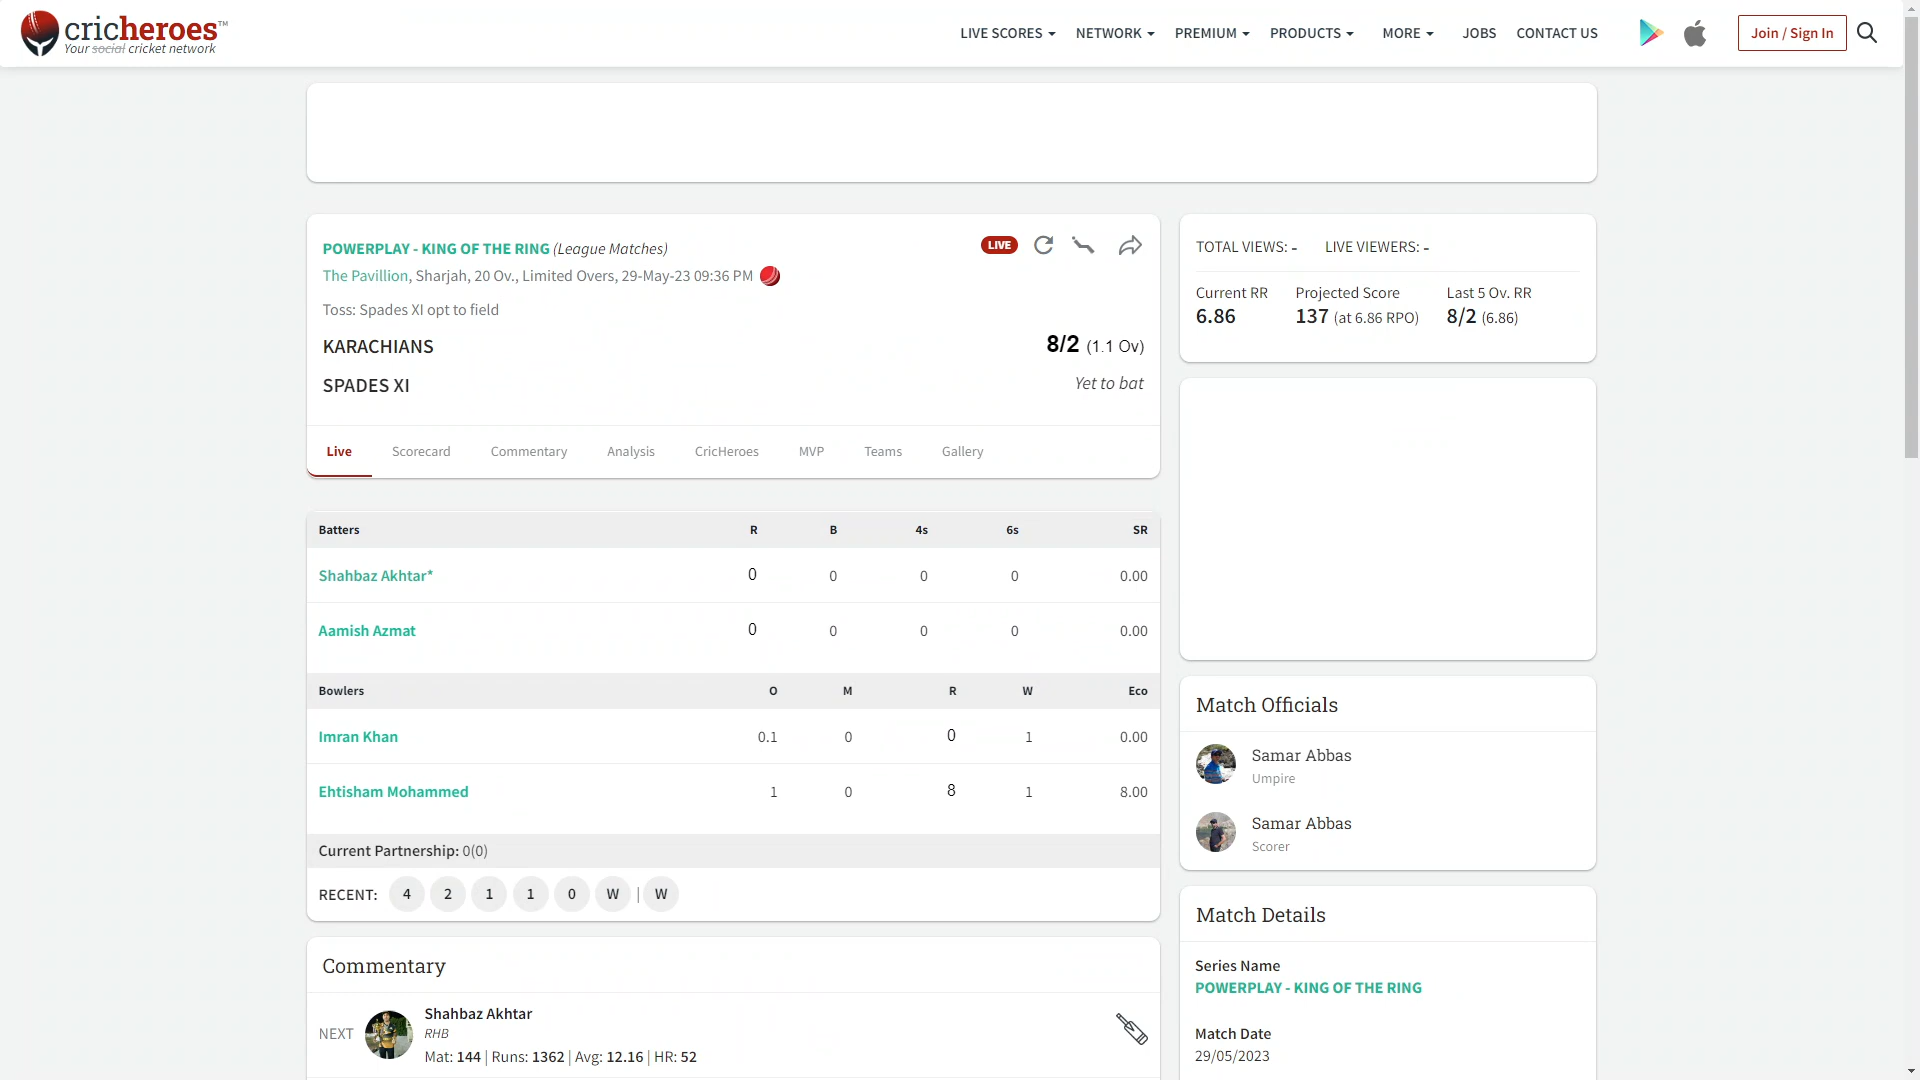 cricheroes™
Your social cricket network
LIVE SCORES
NETWORK
PREMIUM
PRODUCTS
MORE
JOBS
CONTACT US
Join / Sign In
POWERPLAY - KING OF THE RING (League Matches)
LIVE
The Pavillion, Sharjah, 20 Ov., Limited Overs, 29-May-23 09:36 PM
Toss: Spades XI opt to field
KARACHIANS 8/2 (1.1 Ov)
SPADES XI Yet to bat
Live Scorecard Commentary Analysis CricHeroes MVP Teams Gallery
Batters R B 4s 6s SR
Shahbaz Akhtar* 0 0 0 0 0.00
Aamish Azmat 0 0 0 0 0.00
Bowlers O M R W Eco
Imran Khan 0.1 0 0 1 0.00
Ehtisham Mohammed 1 0 8 1 8.00
Current Partnership: 0(0)
RECENT: 4 2 1 1 0 W | W
Commentary
NEXT
Shahbaz Akhtar
RHB
Mat: 144 | Runs: 1362 | Avg: 12.16 | HR: 52
TOTAL VIEWS: - LIVE VIEWERS: -
Current RR Projected Score Last 5 Ov. RR
6.86 137 (at 6.86 RPO) 8/2 (6.86)
Match Officials
Samar Abbas
Umpire
Samar Abbas
Scorer
Match Details
Series Name
POWERPLAY - KING OF THE RING
Match Date
29/05/2023